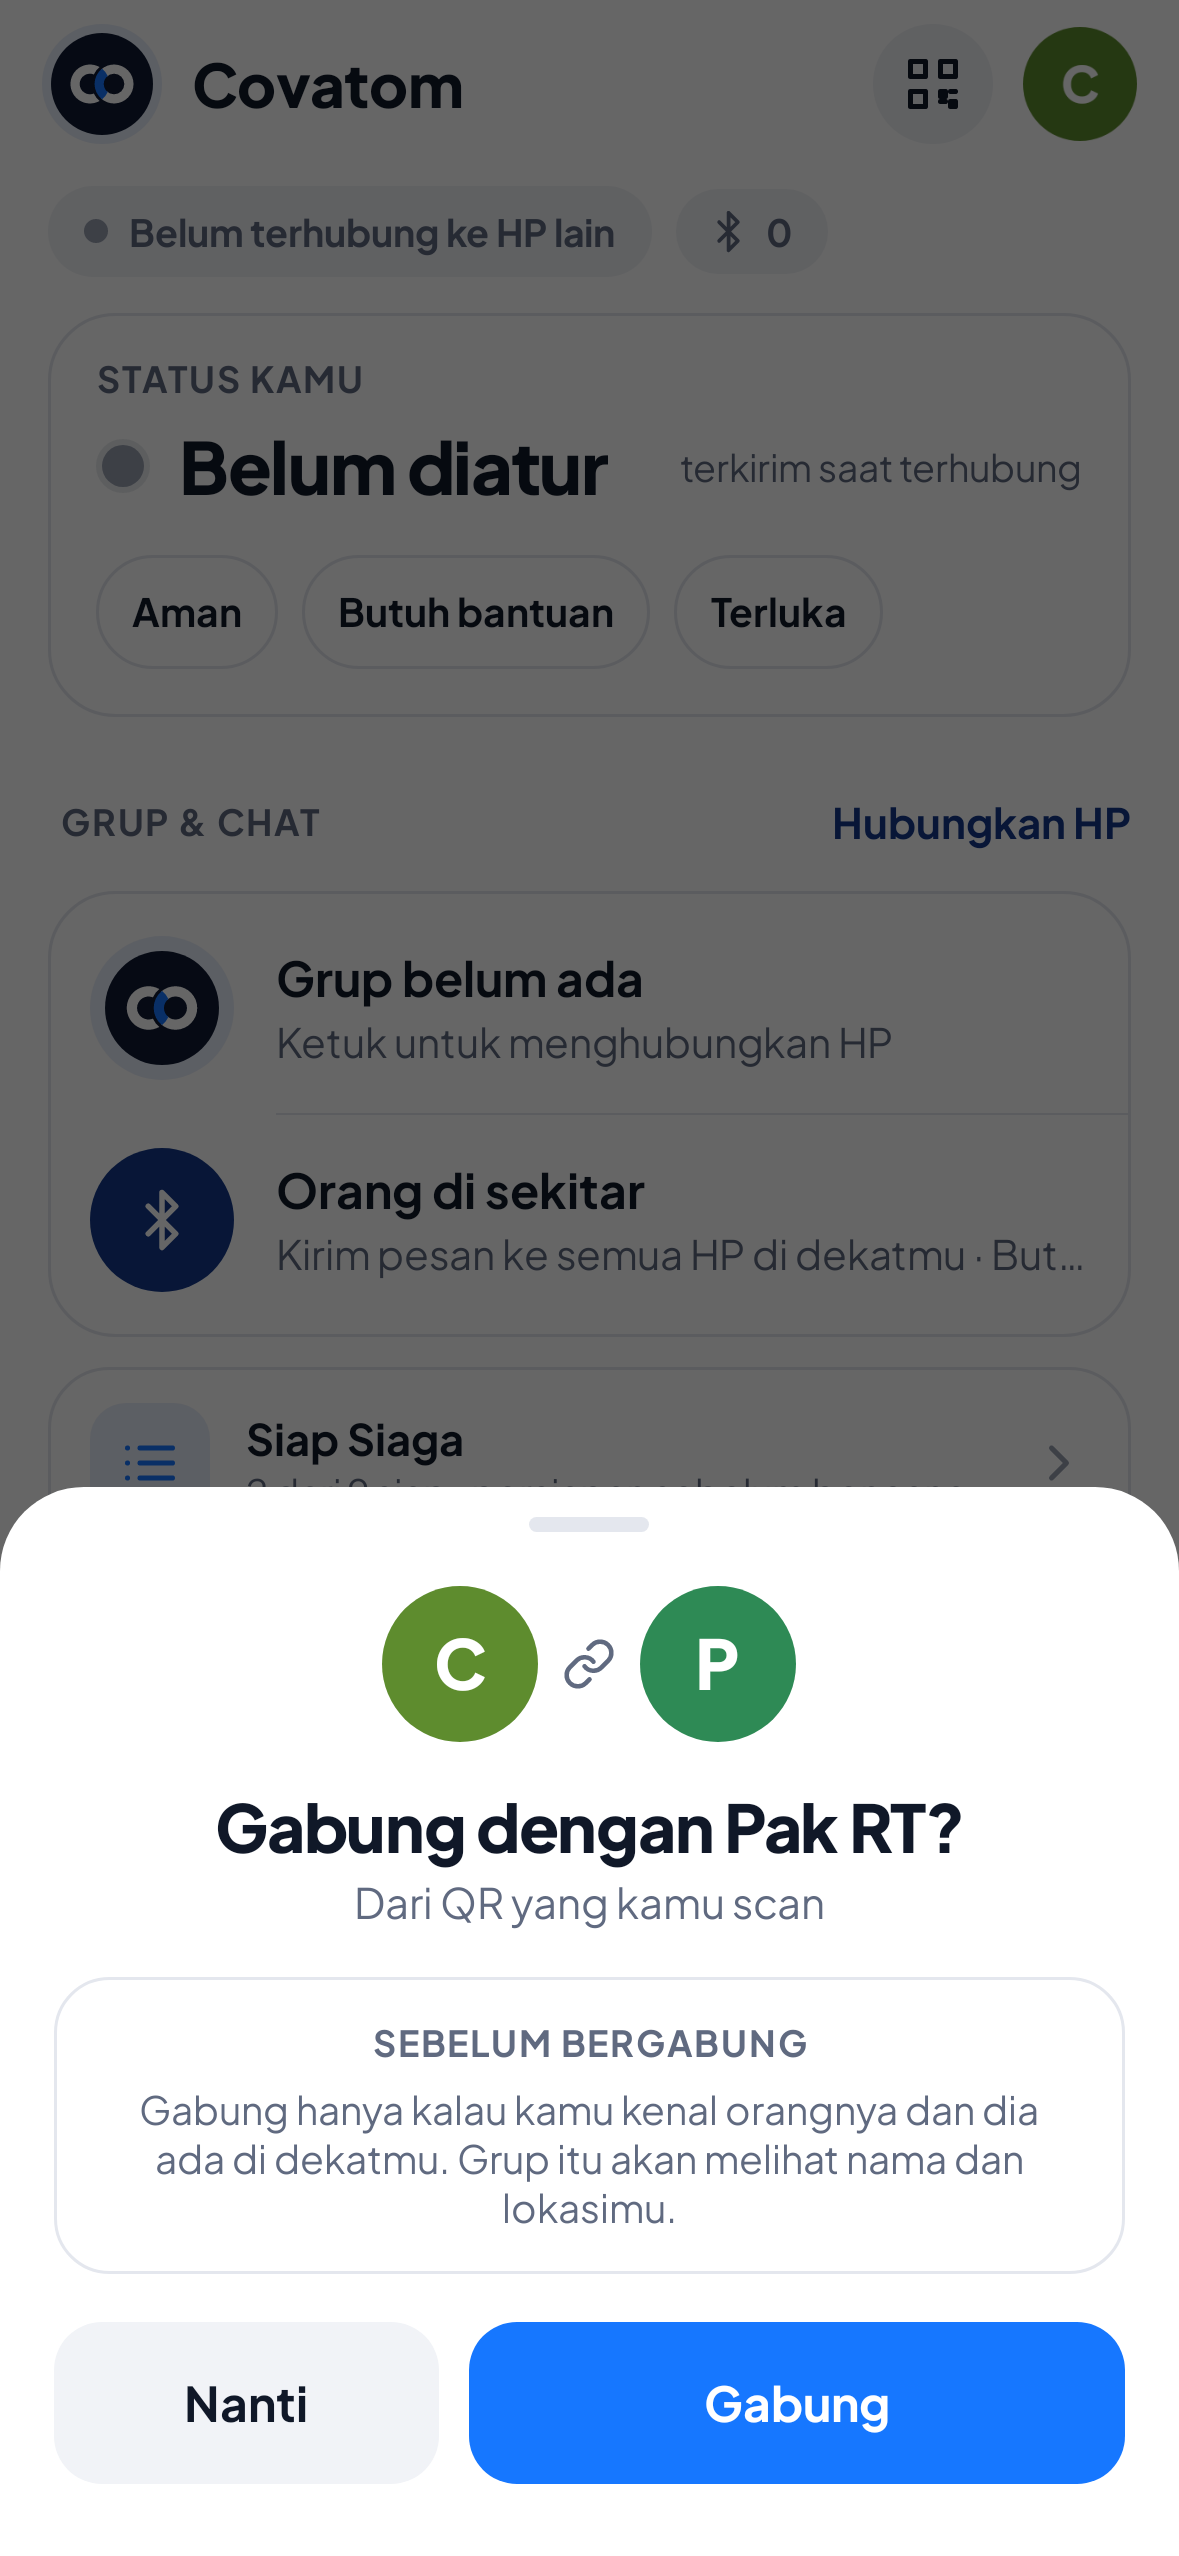 Covatom
C
Belum terhubung ke HP lain
0
STATUS KAMU
Belum diatur
terkirim saat terhubung
Aman
Butuh bantuan
Terluka
GRUP & CHAT
Hubungkan HP
Grup belum ada
Ketuk untuk menghubungkan HP
Orang di sekitar
Kirim pesan ke semua HP di dekatmu · But...
Siap Siaga
C
P
Gabung dengan Pak RT?
Dari QR yang kamu scan
SEBELUM BERGABUNG
Gabung hanya kalau kamu kenal orangnya dan dia
ada di dekatmu. Grup itu akan melihat nama dan
lokasimu.
Nanti
Gabung